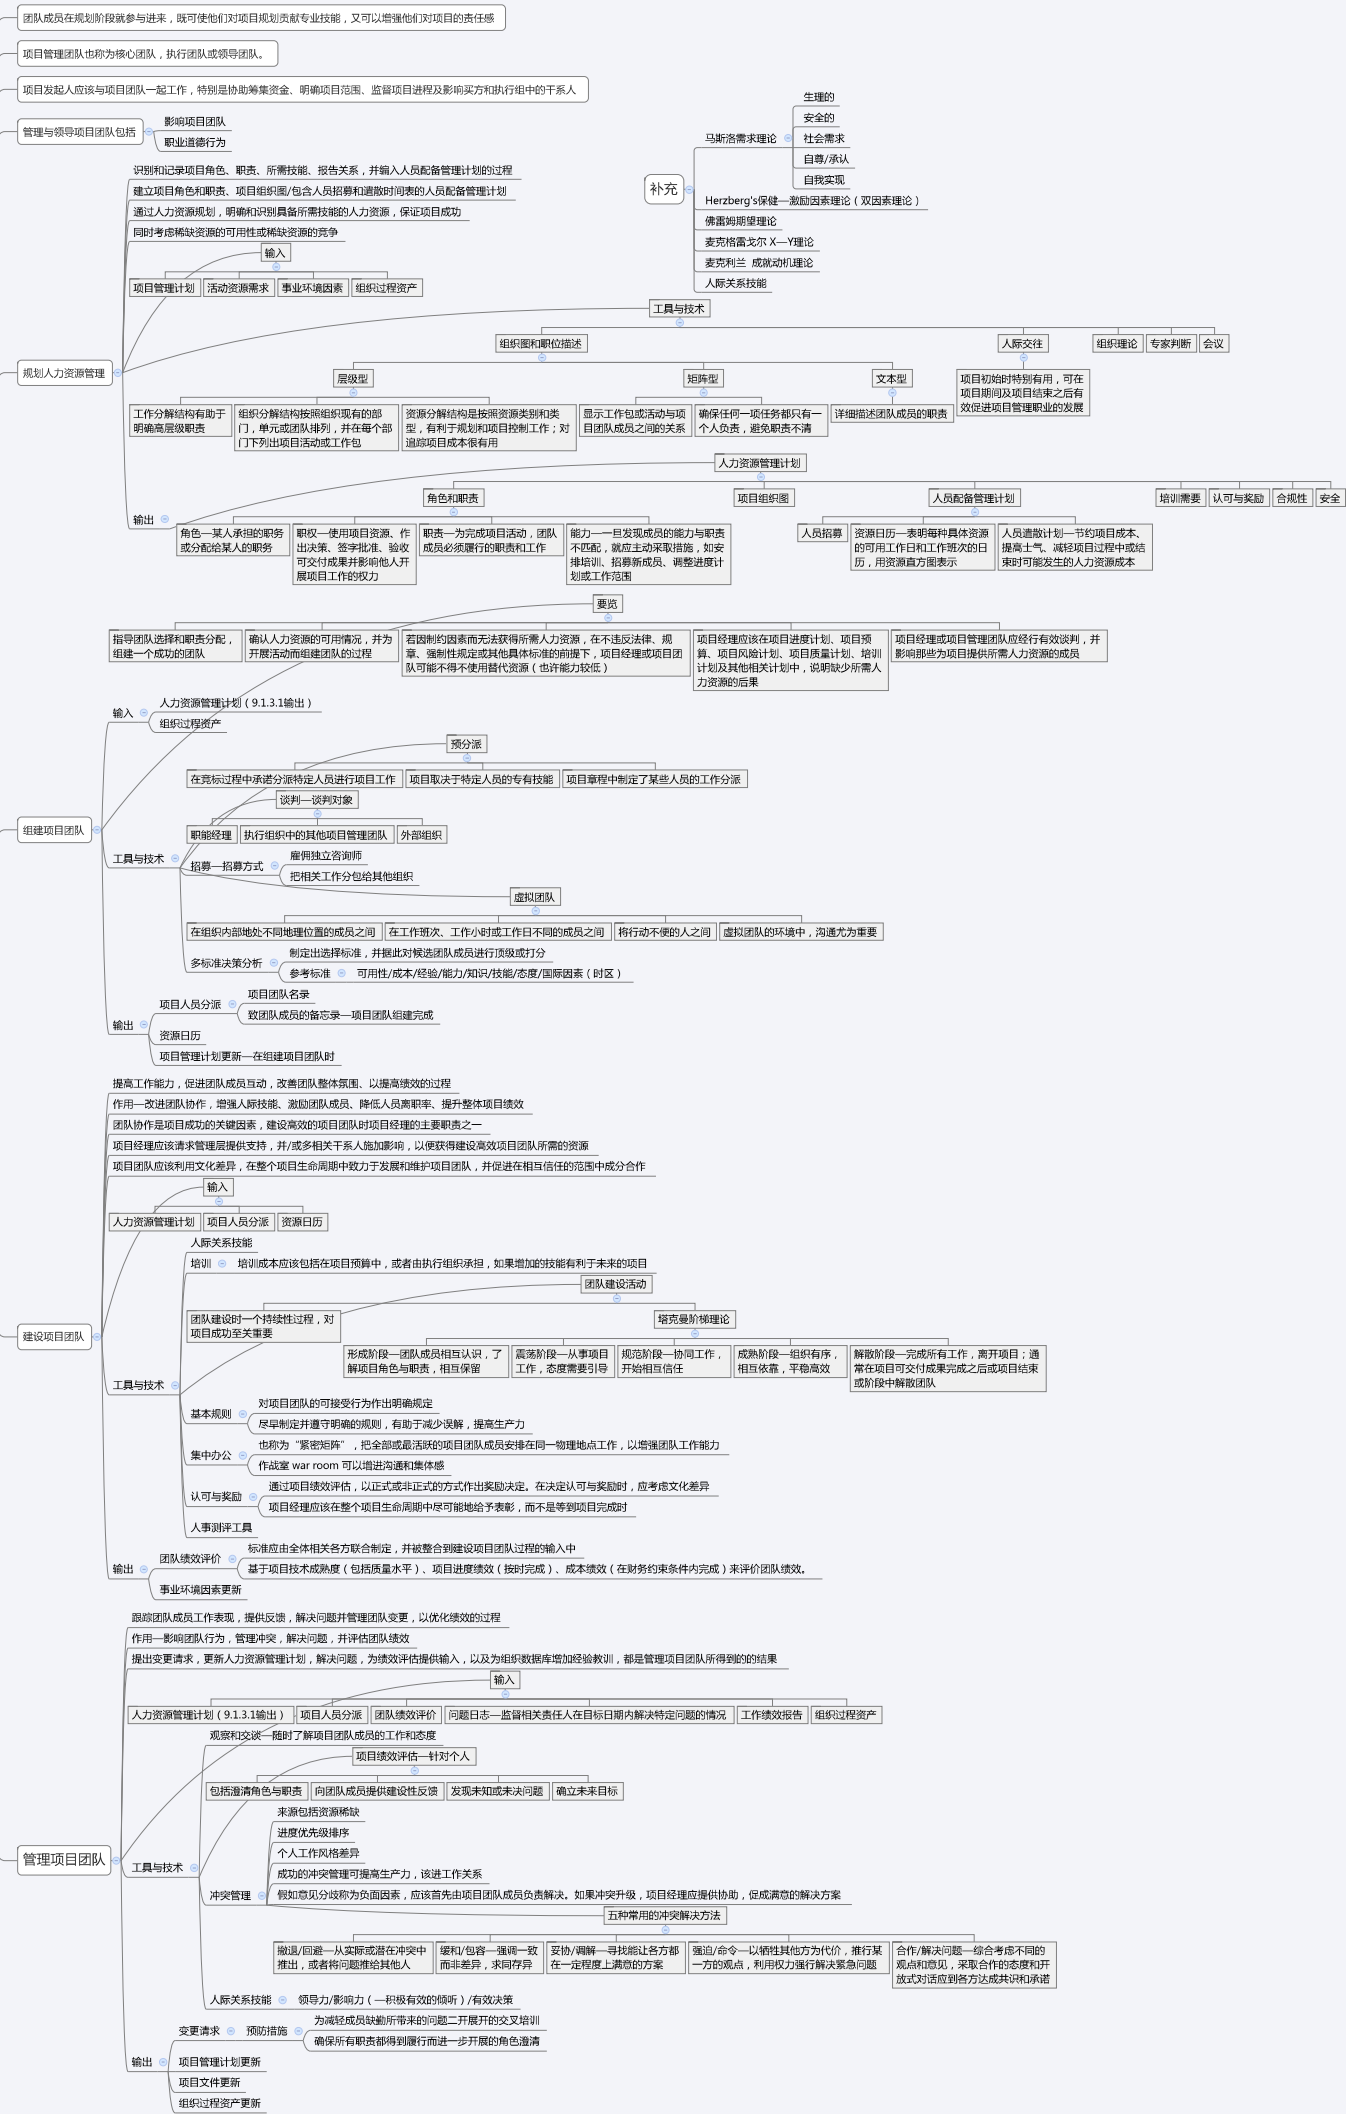 团队成员在规划阶段就参与进来，既可使他们对项目规划贡献专业技能，又可以增强他们对项目的责任感
项目管理团队也称为核心团队，执行团队或领导团队。
项目发起人应该与项目团队一起工作，特别是协助筹集资金、明确项目范围、监督项目进程及影响买方和执行组中的干系人
管理与领导项目团队包括
影响项目团队
职业道德行为
补充
马斯洛需求理论
生理的
安全的
社会需求
自尊/承认
自我实现
Herzberg's保健—激励因素理论（双因素理论）
佛雷姆期望理论
麦克格雷戈尔 X—Y理论
麦克利兰 成就动机理论
人际关系技能
规划人力资源管理
识别和记录项目角色、职责、所需技能、报告关系，并编入人员配备管理计划的过程
建立项目角色和职责、项目组织图/包含人员招募和遣散时间表的人员配备管理计划
通过人力资源规划，明确和识别具备所需技能的人力资源，保证项目成功
同时考虑稀缺资源的可用性或稀缺资源的竞争
输入
项目管理计划
活动资源需求
事业环境因素
组织过程资产
工具与技术
组织图和职位描述
人际交往
组织理论
专家判断
会议
层级型
矩阵型
文本型
项目初始时特别有用，可在
项目期间及项目结束之后有
效促进项目管理职业的发展
工作分解结构有助于
明确高层级职责
组织分解结构按照组织现有的部
门，单元或团队排列，并在每个部
门下列出项目活动或工作包
资源分解结构是按照资源类别和类
型，有利于规划和项目控制工作；对
追踪项目成本很有用
显示工作包或活动与项
目团队成员之间的关系
确保任何一项任务都只有一
个人负责，避免职责不清
详细描述团队成员的职责
输出
人力资源管理计划
角色和职责
项目组织图
人员配备管理计划
培训需要
认可与奖励
合规性
安全
角色—某人承担的职务
或分配给某人的职务
职权—使用项目资源、作
出决策、签字批准、验收
可交付成果并影响他人开
展项目工作的权力
职责—为完成项目活动，团队
成员必须履行的职责和工作
能力—一旦发现成员的能力与职责
不匹配，就应主动采取措施，如安
排培训、招募新成员、调整进度计
划或工作范围
人员招募
资源日历—表明每种具体资源
的可用工作日和工作班次的日
历，用资源直方图表示
人员遣散计划—节约项目成本、
提高士气、减轻项目过程中或结
束时可能发生的人力资源成本
组建项目团队
要览
指导团队选择和职责分配，
组建一个成功的团队
确认人力资源的可用情况，并为
开展活动而组建团队的过程
若因制约因素而无法获得所需人力资源，在不违反法律、规
章、强制性规定或其他具体标准的前提下，项目经理或项目团
队可能不得不使用替代资源（也许能力较低）
项目经理应该在项目进度计划、项目预
算、项目风险计划、项目质量计划、培训
计划及其他相关计划中，说明缺少所需人
力资源的后果
项目经理或项目管理团队应经行有效谈判，并
影响那些为项目提供所需人力资源的成员
输入
人力资源管理计划（9.1.3.1输出）
组织过程资产
工具与技术
预分派
在竞标过程中承诺分派特定人员进行项目工作
项目取决于特定人员的专有技能
项目章程中制定了某些人员的工作分派
谈判—谈判对象
职能经理
执行组织中的其他项目管理团队
外部组织
招募—招募方式
雇佣独立咨询师
把相关工作分包给其他组织
虚拟团队
在组织内部地处不同地理位置的成员之间
在工作班次、工作小时或工作日不同的成员之间
将行动不便的人之间
虚拟团队的环境中，沟通尤为重要
多标准决策分析
制定出选择标准，并据此对候选团队成员进行顶级或打分
参考标准
可用性/成本/经验/能力/知识/技能/态度/国际因素（时区）
输出
项目人员分派
项目团队名录
致团队成员的备忘录—项目团队组建完成
资源日历
项目管理计划更新—在组建项目团队时
建设项目团队
提高工作能力，促进团队成员互动，改善团队整体氛围、以提高绩效的过程
作用—改进团队协作，增强人际技能、激励团队成员、降低人员离职率、提升整体项目绩效
团队协作是项目成功的关键因素，建设高效的项目团队时项目经理的主要职责之一
项目经理应该请求管理层提供支持，并/或多相关干系人施加影响，以便获得建设高效项目团队所需的资源
项目团队应该利用文化差异，在整个项目生命周期中致力于发展和维护项目团队，并促进在相互信任的范围中成分合作
输入
人力资源管理计划
项目人员分派
资源日历
工具与技术
人际关系技能
培训
培训成本应该包括在项目预算中，或者由执行组织承担，如果增加的技能有利于未来的项目
团队建设活动
团队建设时一个持续性过程，对
项目成功至关重要
塔克曼阶梯理论
形成阶段—团队成员相互认识，了
解项目角色与职责，相互保留
震荡阶段—从事项目
工作，态度需要引导
规范阶段—协同工作，
开始相互信任
成熟阶段—组织有序，
相互依靠，平稳高效
解散阶段—完成所有工作，离开项目；通
常在项目可交付成果完成之后或项目结束
或阶段中解散团队
基本规则
对项目团队的可接受行为作出明确规定
尽早制定并遵守明确的规则，有助于减少误解，提高生产力
集中办公
也称为“紧密矩阵”，把全部或最活跃的项目团队成员安排在同一物理地点工作，以增强团队工作能力
作战室 war room 可以增进沟通和集体感
认可与奖励
通过项目绩效评估，以正式或非正式的方式作出奖励决定。在决定认可与奖励时，应考虑文化差异
项目经理应该在整个项目生命周期中尽可能地给予表彰，而不是等到项目完成时
人事测评工具
输出
团队绩效评价
标准应由全体相关各方联合制定，并被整合到建设项目团队过程的输入中
基于项目技术成熟度（包括质量水平）、项目进度绩效（按时完成）、成本绩效（在财务约束条件内完成）来评价团队绩效。
事业环境因素更新
管理项目团队
跟踪团队成员工作表现，提供反馈，解决问题并管理团队变更，以优化绩效的过程
作用—影响团队行为，管理冲突，解决问题，并评估团队绩效
提出变更请求，更新人力资源管理计划，解决问题，为绩效评估提供输入，以及为组织数据库增加经验教训，都是管理项目团队所得到的的结果
输入
人力资源管理计划（9.1.3.1输出）
项目人员分派
团队绩效评价
问题日志—监督相关责任人在目标日期内解决特定问题的情况
工作绩效报告
组织过程资产
工具与技术
观察和交谈—随时了解项目团队成员的工作和态度
项目绩效评估—针对个人
包括澄清角色与职责
向团队成员提供建设性反馈
发现未知或未决问题
确立未来目标
冲突管理
来源包括资源稀缺
进度优先级排序
个人工作风格差异
成功的冲突管理可提高生产力，该进工作关系
假如意见分歧称为负面因素，应该首先由项目团队成员负责解决。如果冲突升级，项目经理应提供协助，促成满意的解决方案
五种常用的冲突解决方法
撤退/回避—从实际或潜在冲突中
推出，或者将问题推给其他人
缓和/包容—强调一致
而非差异，求同存异
妥协/调解—寻找能让各方都
在一定程度上满意的方案
强迫/命令—以牺牲其他方为代价，推行某
一方的观点，利用权力强行解决紧急问题
合作/解决问题—综合考虑不同的
观点和意见，采取合作的态度和开
放式对话应到各方达成共识和承诺
人际关系技能
领导力/影响力（—积极有效的倾听）/有效决策
输出
变更请求
预防措施
为减轻成员缺勤所带来的问题二开展开的交叉培训
确保所有职责都得到履行而进一步开展的角色澄清
项目管理计划更新
项目文件更新
组织过程资产更新